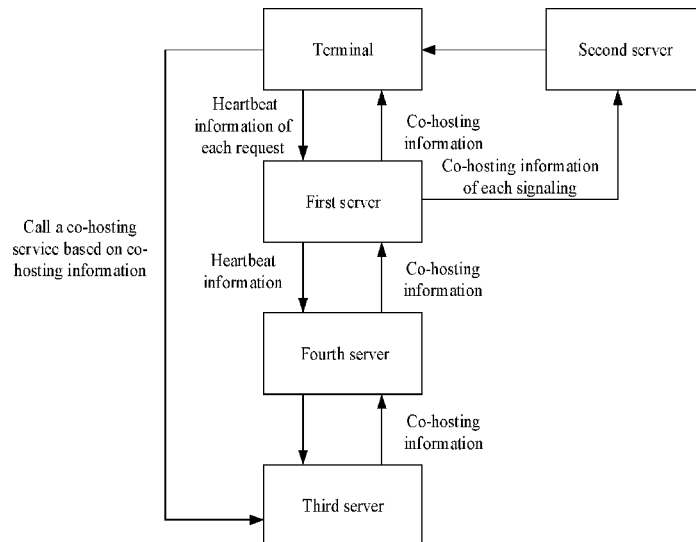 Terminal
Second server
Heartbeat
information of
each request
Co-hosting
information
Co-hosting information
of each signaling
First server
Call a co-hosting
service based on co-
hosting information
Heartbeat
information
Co-hosting
information
Fourth server
Co-hosting
information
Third server